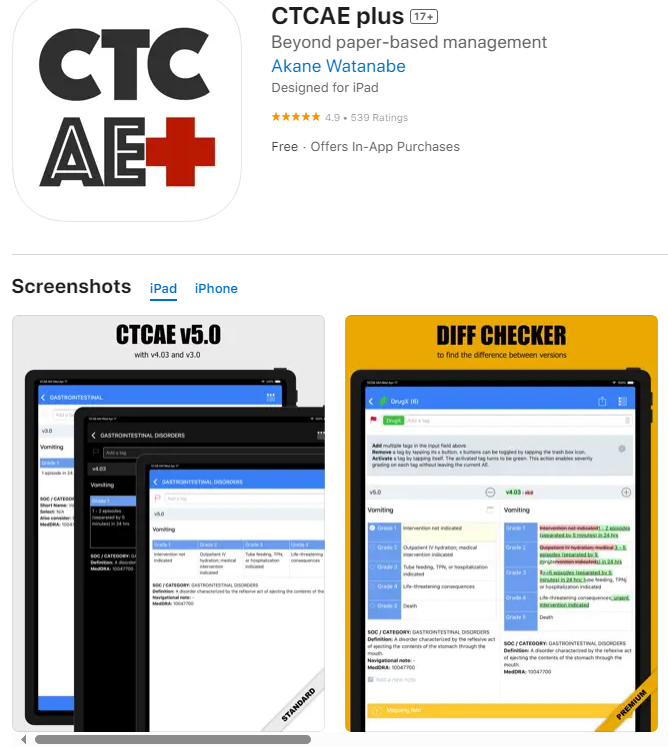 CTC
AE
CTCAE plus 17+
Beyond paper-based management
Akane Watanabe
Designed for iPad
4.9 • 539 Ratings
Free · Offers In-App Purchases
Screenshots iPad iPhone
CTCAE v5.0
with v4.03 and v3.0
GASTROINTESTINAL
Add a tag
v3.0
Vomiting
Grade 1
1 episode in 24
SOC / CATEGORY: G
Short Name: Vo
Select: N/A
Also consider:
MedDRA: 1004
GASTROINTESTINAL DISORDERS
Add a tag
v4.03
Vomiting
Grade 1
1 - 2 episodes
(separated by 5
minutes) in 24 hrs
SOC / CATEGORY: G
Definition: A disor
MedDRA: 10047700
GASTROINTESTINAL DISORDERS
Add a tag
v5.0
Vomiting
Grade 1 Grade 2 Grade 3 Grade 4
Intervention not Outpatient IV Tube feeding, TPN, Life-threatening
indicated hydration; medical or hospitalization consequences
intervention indicated
indicated
SOC / CATEGORY: GASTROINTESTINAL DISORDERS
Definition: A disorder characterized by the reflexive act of ejecting the contents of the
Navigational note: -
MedDRA: 10047700
STANDARD
DIFF CHECKER
to find the difference between versions
DrugX (6)
DrugX Add a tag
Add multiple tags in the input field above.
Remove a tag by tapping its x button. x buttons can be toggled by tapping the trash box icon.
Activate a tag by tapping itself. The activated tag turns to be green. This action enables severity
grading on each tag without leaving the current AE.
v5.0
Vomiting
Grade 1 Intervention not indicated
Grade 2 Outpatient IV hydration; medical
intervention indicated
Grade 3 Tube feeding, TPN, or hospitalization
indicated
Grade 4 Life-threatening consequences
Grade 5 Death
SOC / CATEGORY: GASTROINTESTINAL DISORDERS
Definition: A disorder characterized by the reflexive act
of ejecting the contents of the stomach through the
mouth.
Navigational note: -
MedDRA: 10047700
Add a new note
v4.03
Vomiting
Grade 1 Intervention not indicated1 - 2 episodes
(separated by 5 minutes) in 24 hrs
Grade 2 Outpatient IV hydration; medical 3 - 5
episodes (separated by 5
in 24 hrs
Grade 3 episodes (separated by 5
minutes) in 24 hrs; tube feeding, TPN
or hospitalization indicated
Grade 4 Life-threatening consequences; urgent
intervention indicated
Grade 5 Death
SOC / CATEGORY: GASTROINTESTINAL DISORDERS
Definition: A disorder characterized by the reflexive act
of ejecting the contents of the stomach through the
mouth.
MedDRA: 10047700
PREMIUM